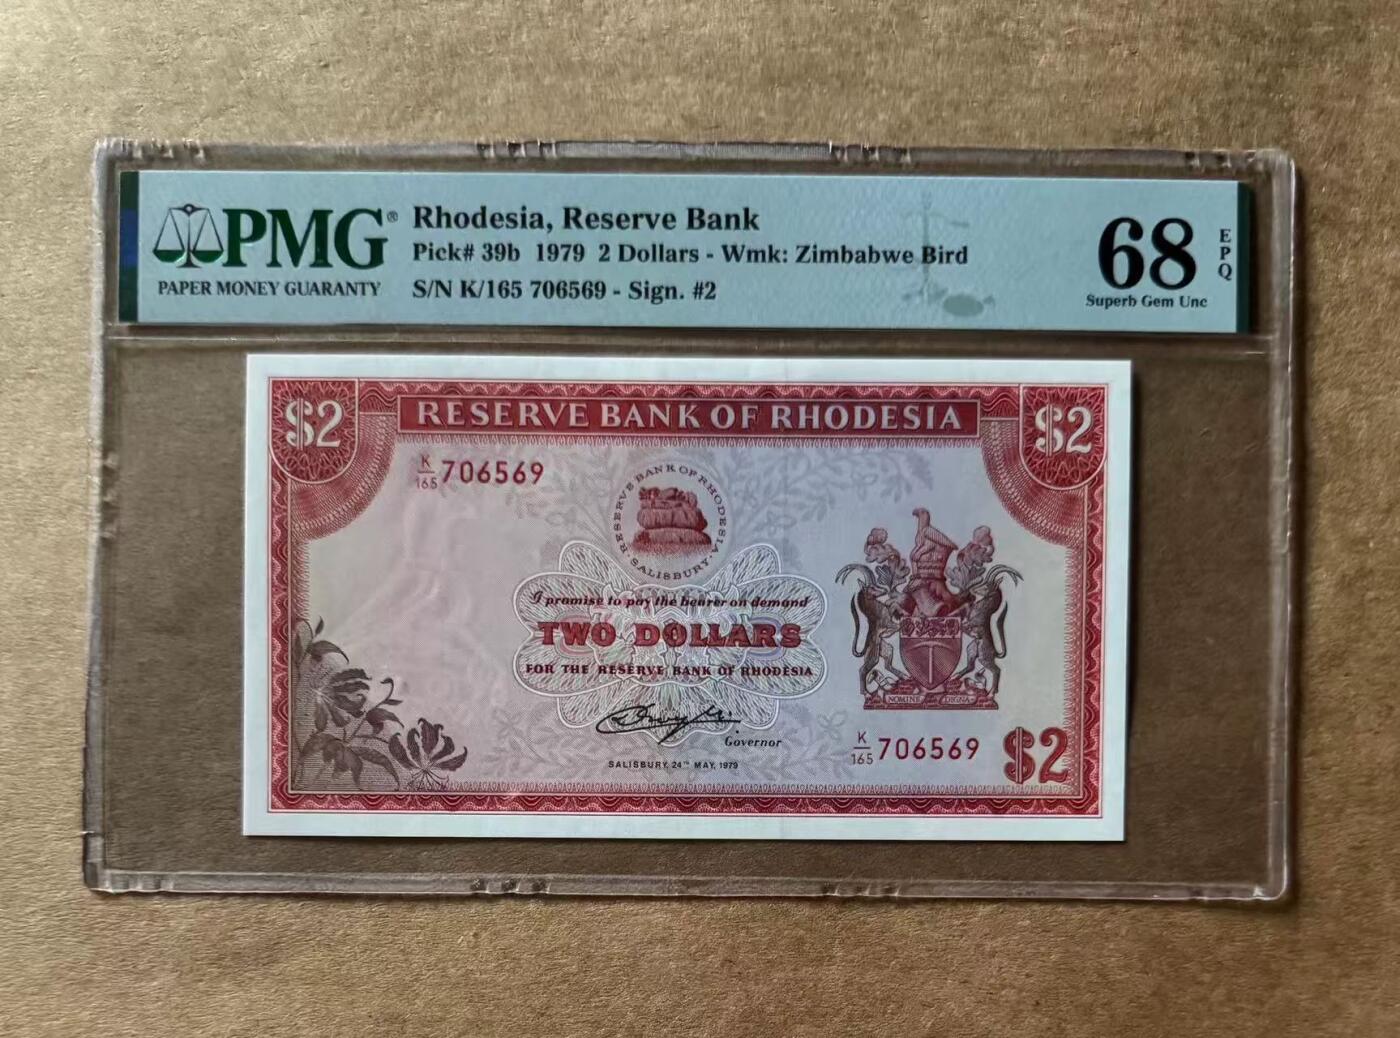 PMG®
PAPER MONEY GUARANTY
Rhodesia, Reserve Bank
Pick# 39b 1979 2 Dollars - Wmk: Zimbabwe Bird
S/N K/165 706569 - Sign. #2
68
EPQ
Superb Gem Unc
$2
RESERVE BANK OF RHODESIA
$2
K/165 706569
RESERVE BANK OF RHODESIA
· SALISBURY ·
I promise to pay the bearer on demand
TWO DOLLARS
FOR THE RESERVE BANK OF RHODESIA
Governor
SALISBURY, 24TH MAY, 1979
NOMINE DIGNA
K/165 706569
$2